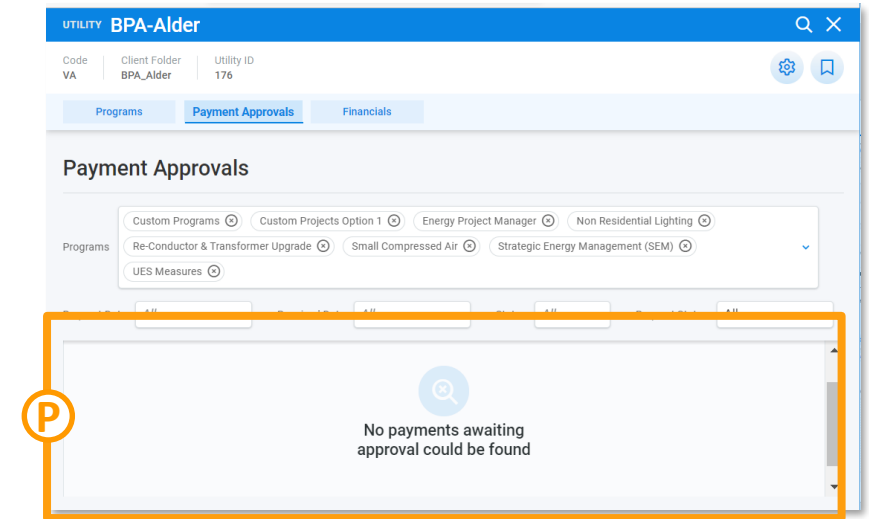 UTILITY BPA-Alder
Code Client Folder Utility ID
VA BPA_Alder 176
Programs Payment Approvals Financials
Payment Approvals
Programs
Custom Programs Custom Projects Option 1 Energy Project Manager Non Residential Lighting
Re-Conductor & Transformer Upgrade Small Compressed Air Strategic Energy Management (SEM)
UES Measures
All All All All
P
No payments awaiting
approval could be found